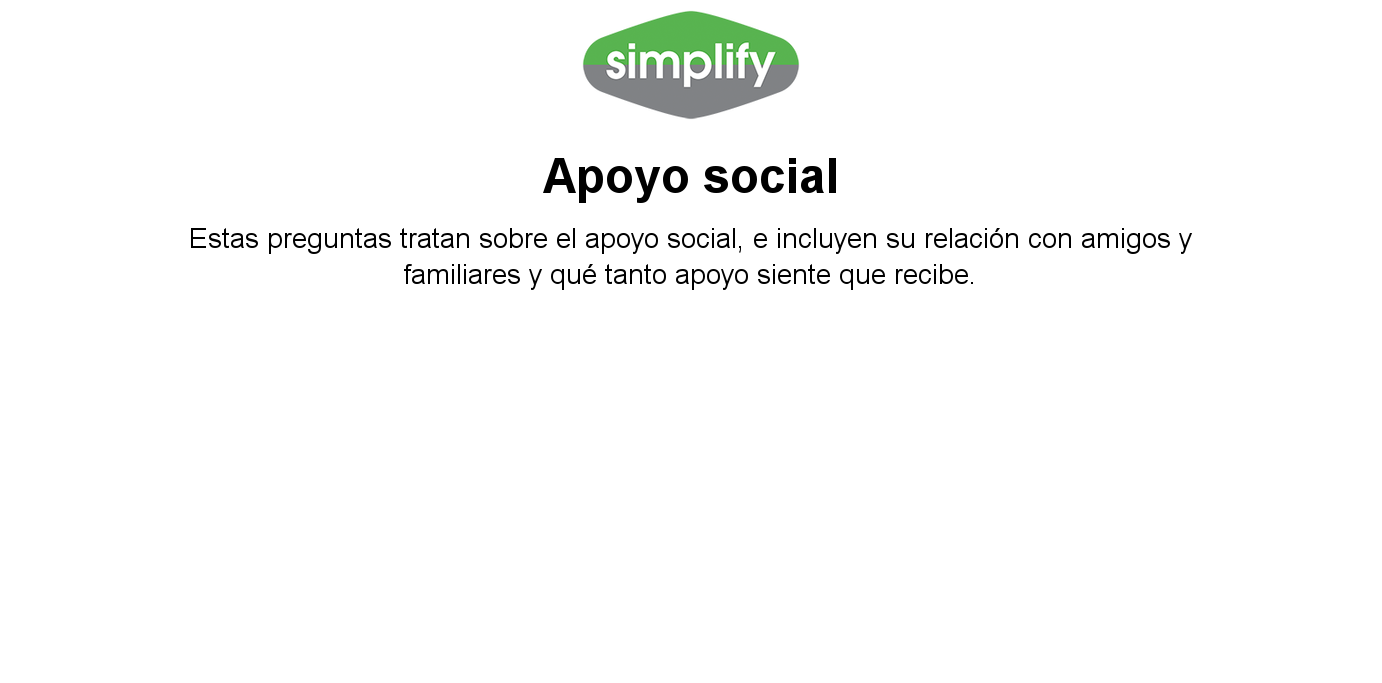 simplify
Apoyo social
Estas preguntas tratan sobre el apoyo social, e incluyen su relación con amigos y
familiares y qué tanto apoyo siente que recibe.